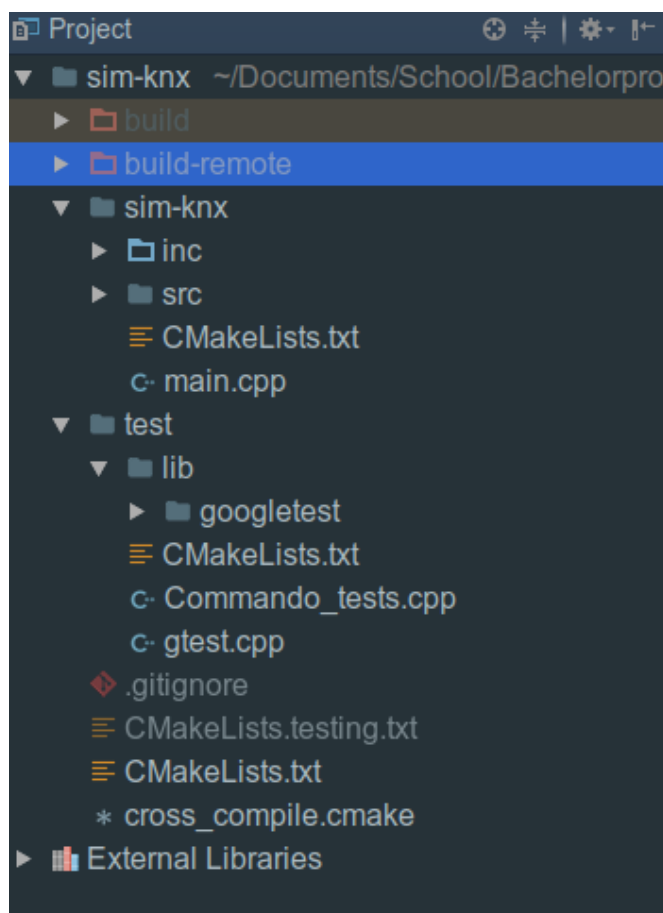 Project
sim-knx ~/Documents/School/Bachelorpro
build
build-remote
sim-knx
inc
src
CMakeLists.txt
main.cpp
test
lib
googletest
CMakeLists.txt
Commando_tests.cpp
gtest.cpp
.gitignore
CMakeLists.testing.txt
CMakeLists.txt
cross_compile.cmake
External Libraries